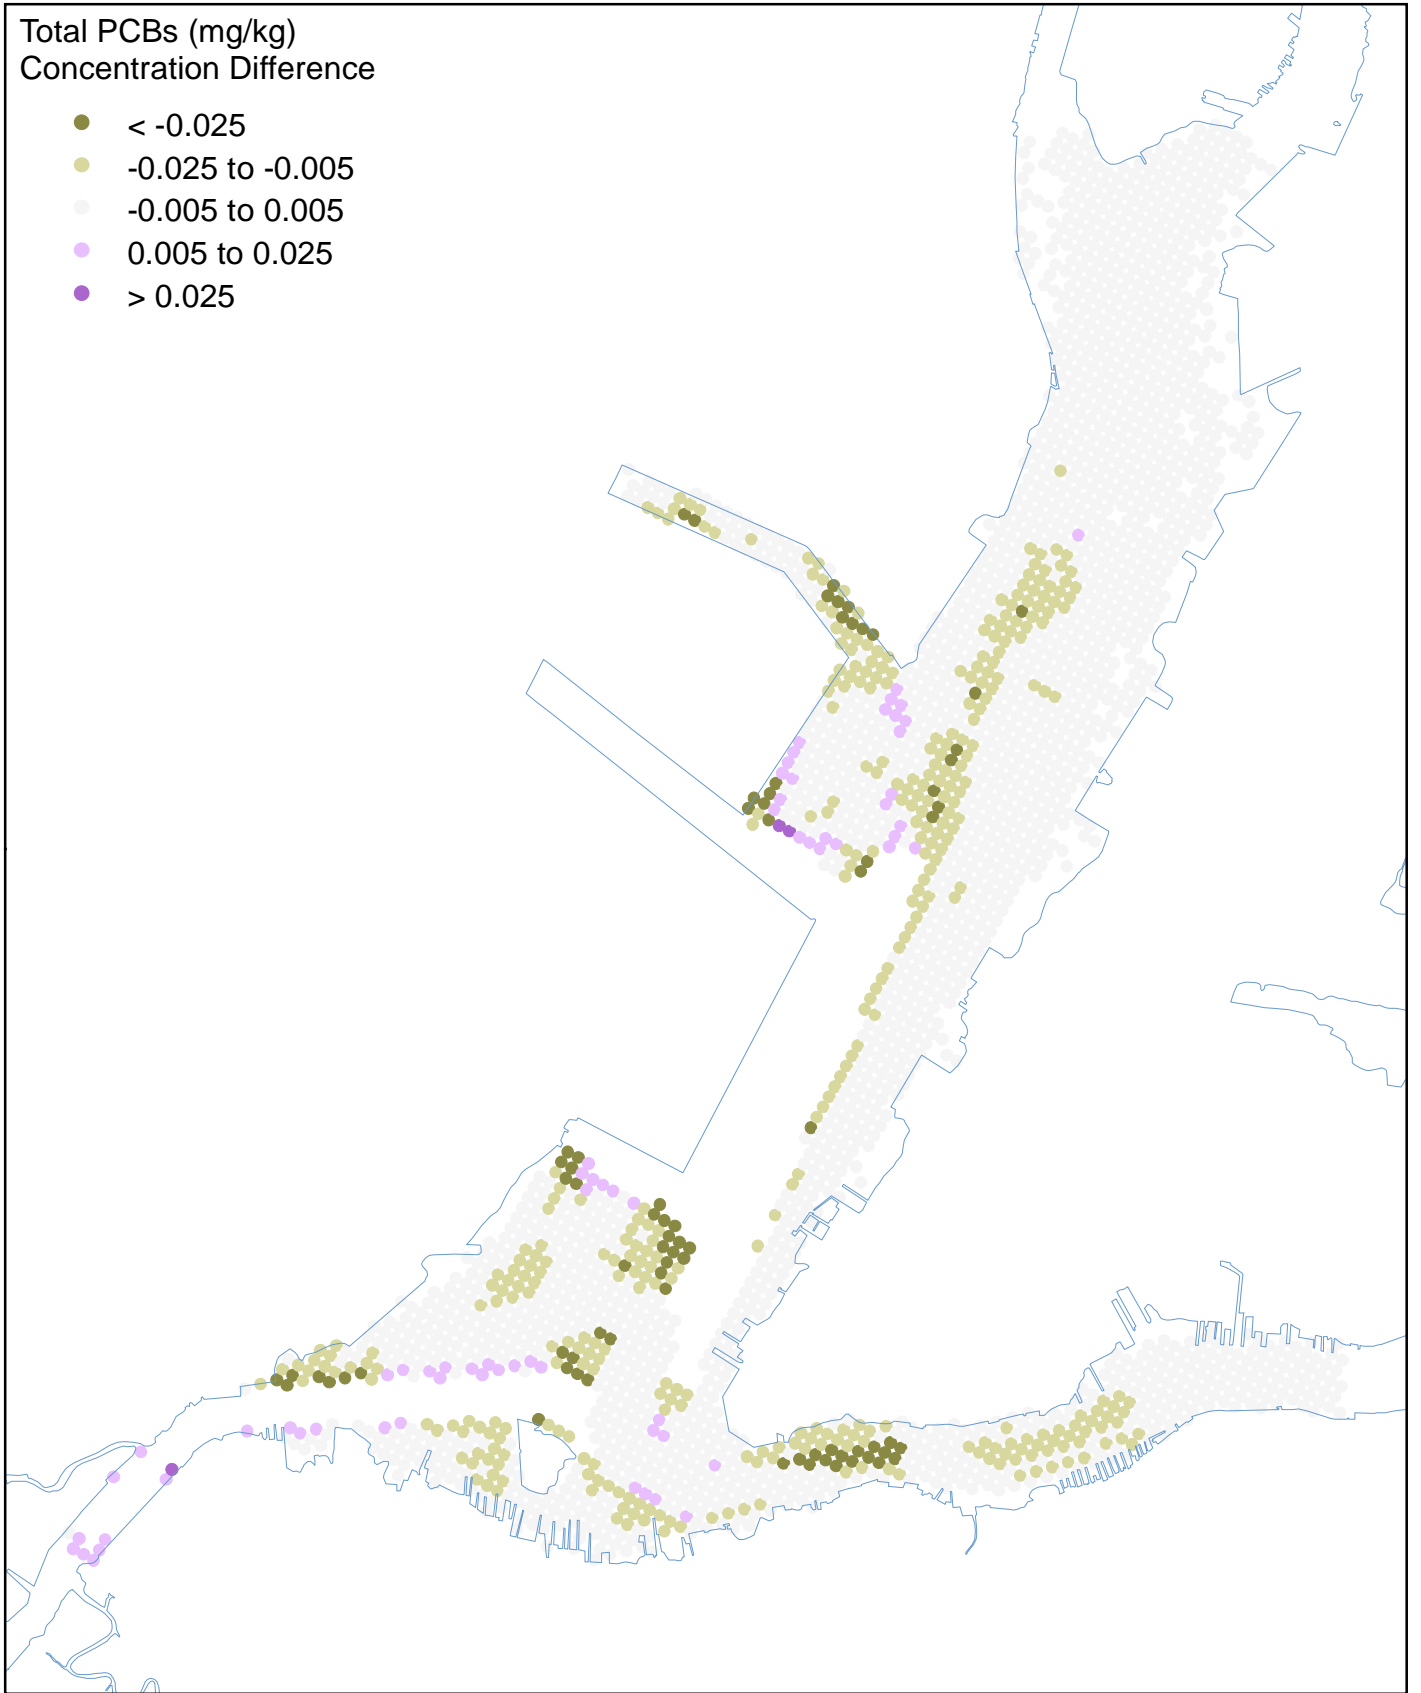 Total PCBs (mg/kg)
Concentration Difference
< -0.025
-0.025 to -0.005
-0.005 to 0.005
0.005 to 0.025
> 0.025